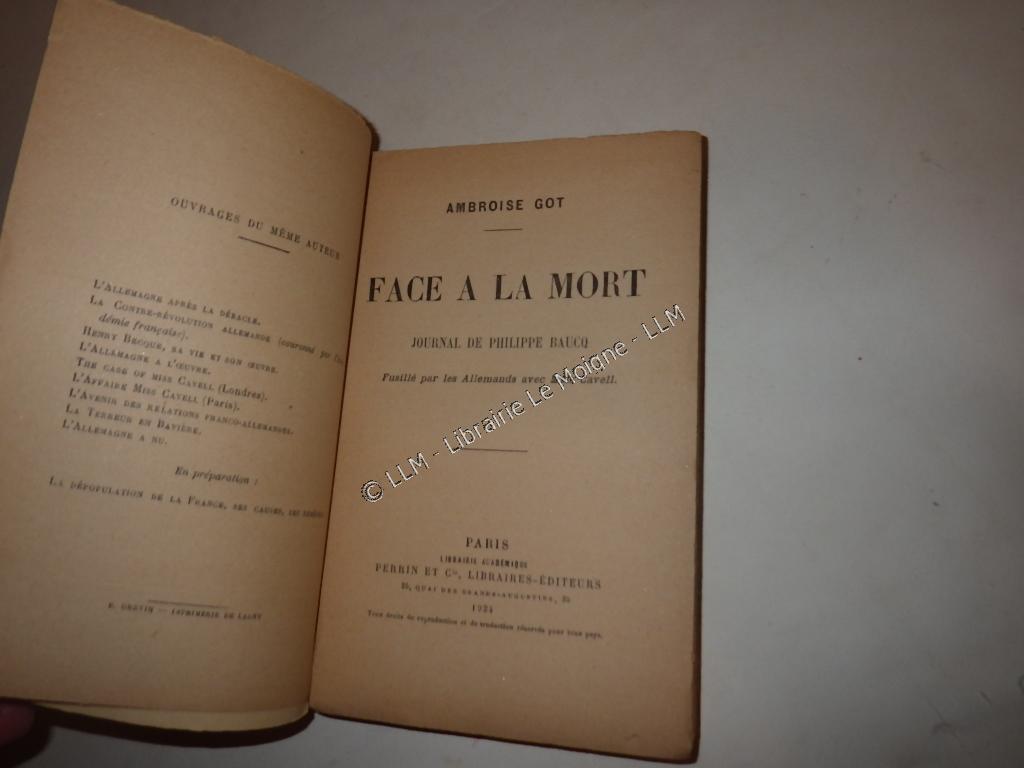 OUVRAGES DU MÊME AUTEUR
L'ALLEMAGNE APRÈS LA DÉBACLE.
LA CONTRE-RÉVOLUTION ALLEMANDE (couronné par
démie française).
HENRY BECQUE, SA VIE ET SON ŒUVRE.
L'ALLEMAGNE A L'ŒUVRE.
THE CASE OF MISS CAVELL (Londres).
L'AFFAIRE MISS CAVELL (Paris).
L'AVENIR DES RELATIONS FRANCO-ALLEMANDES.
LA TERREUR EN BAVIÈRE.
L'ALLEMAGNE A NU.
En préparation :
LA DÉPOPULATION DE LA FRANCE, SES CAUSES, SES
E. GREVIN — IMPRIMERIE DE LAGNY
AMBROISE GOT
FACE A LA MORT
JOURNAL DE PHILIPPE BAUCQ
Fusillé par les Allemands avec Cavell.
© LLM - Librairie Le Moigne - LLM
PARIS
LIBRAIRIE ACADÉMIQUE
PERRIN ET Cie, LIBRAIRES-ÉDITEURS
35, QUAI DES GRANDS-AUGUSTINS, 35
1924
Tous droits de reproduction et de traduction réservés pour tous pays.